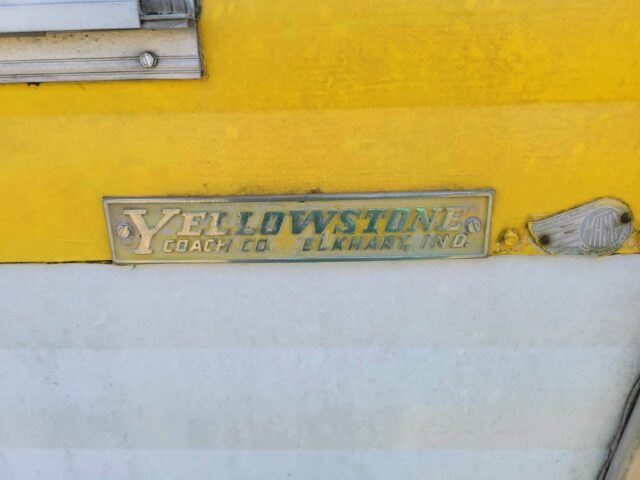 YELLOWSTONE
COACH CO. ELKHART, IND.